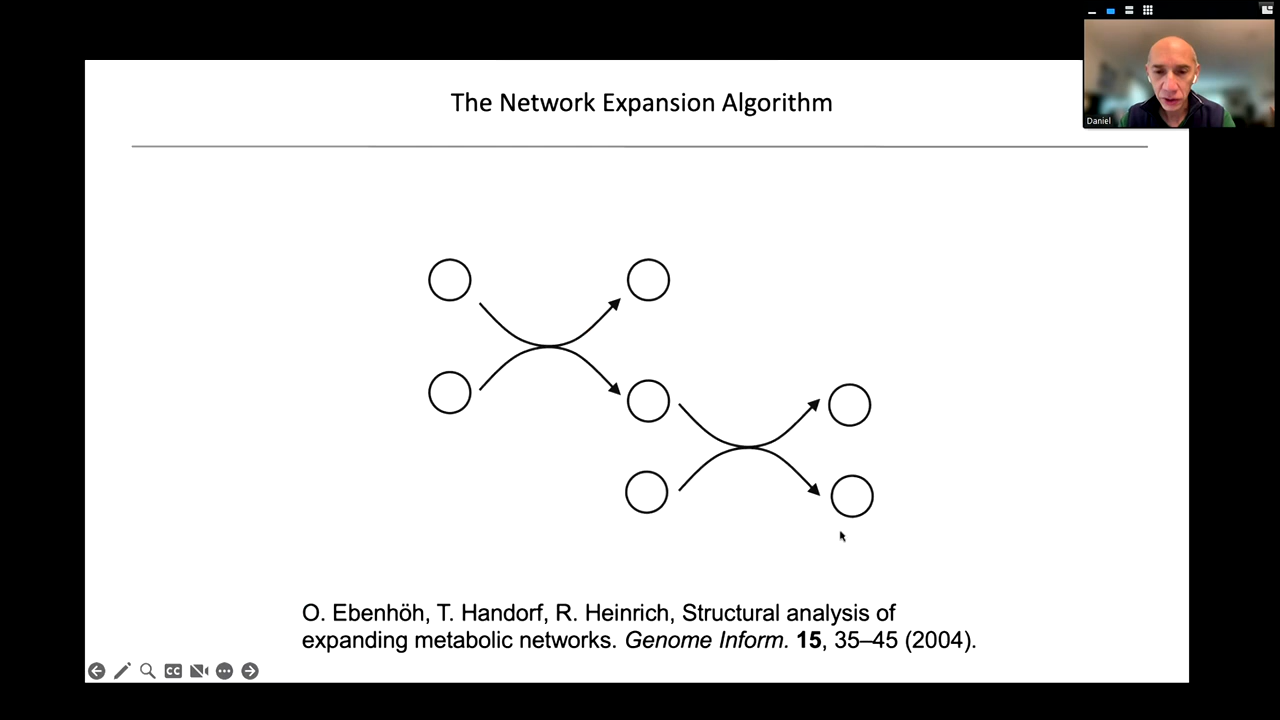 The Network Expansion Algorithm
Daniel
O. Ebenhöh, T. Handorf, R. Heinrich, Structural analysis of
expanding metabolic networks. Genome Inform. 15, 35–45 (2004).
CC